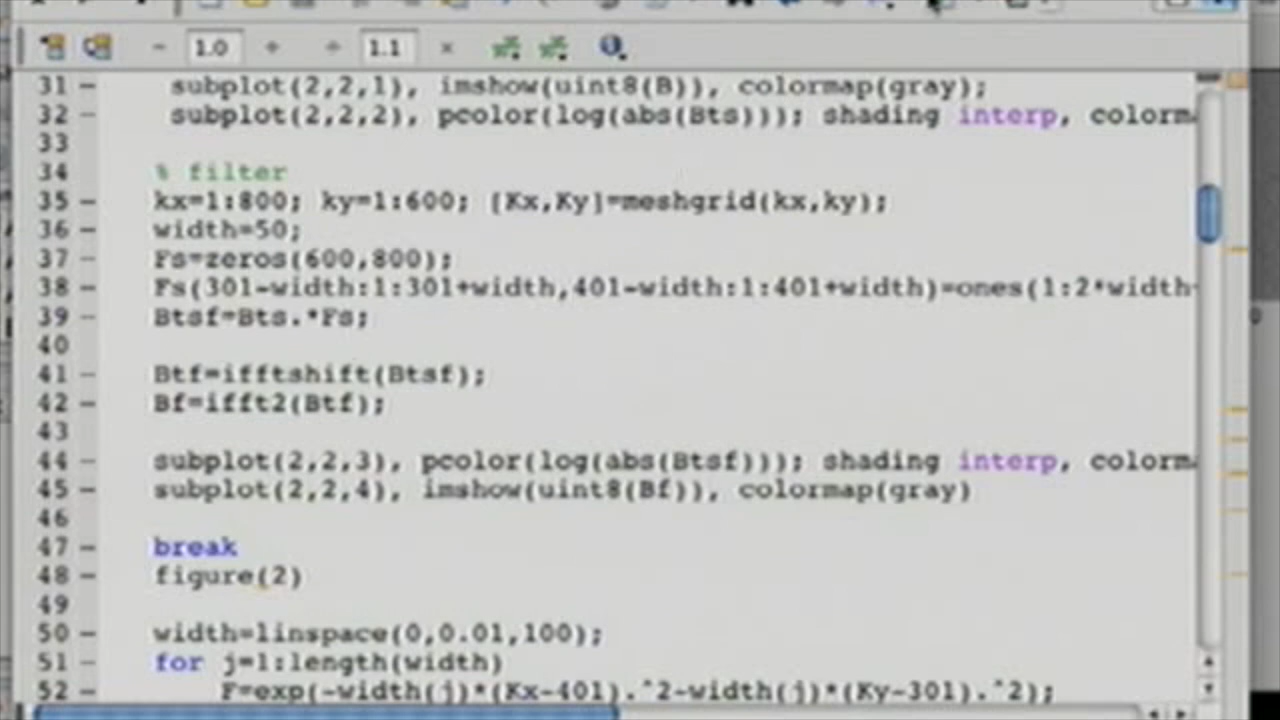 1.0
1.1
31 subplot(2,2,1), imshow(uint8(B)), colormap(gray);
32 subplot(2,2,2), pcolor(log(abs(Bts))); shading interp, colorm
33
34 % filter
35 kx=1:800; ky=1:600; [Kx,Ky]=meshgrid(kx,ky);
36 width=50;
37 Fs=zeros(600,800);
38 Fs(301-width:1:301+width,401-width:1:401+width)=ones(1:2*width
39 Btsf=Bts.*Fs;
40
41 Btf=ifftshift(Btsf);
42 Bf=ifft2(Btf);
43
44 subplot(2,2,3), pcolor(log(abs(Btsf))); shading interp, colorm
45 subplot(2,2,4), imshow(uint8(Bf)), colormap(gray)
46
47 break
48 figure(2)
49
50 width=linspace(0,0.01,100);
51 for j=1:length(width)
52 F=exp(-width(j)*(Kx-401).^2-width(j)*(Ky-301).^2);